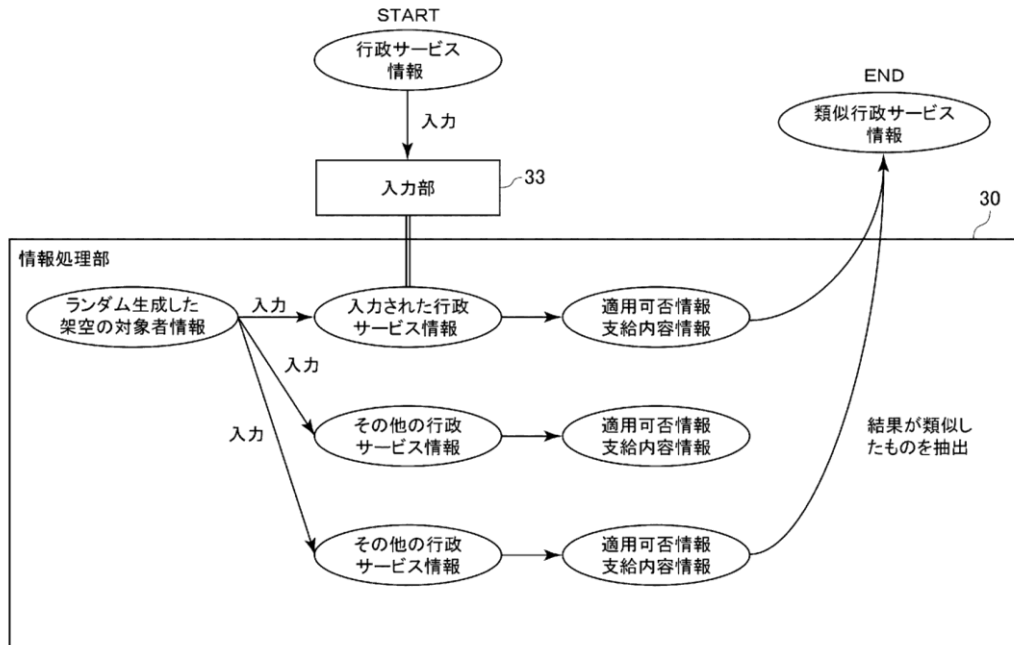 START
行政サービス
情報
入力
入力部
33
END
類似行政サービス
情報
30
情報処理部
ランダム生成した
架空の対象者情報
入力
入力された行政
サービス情報
適用可否情報
支給内容情報
入力
その他の行政
サービス情報
適用可否情報
支給内容情報
結果が類似し
たものを抽出
入力
その他の行政
サービス情報
適用可否情報
支給内容情報